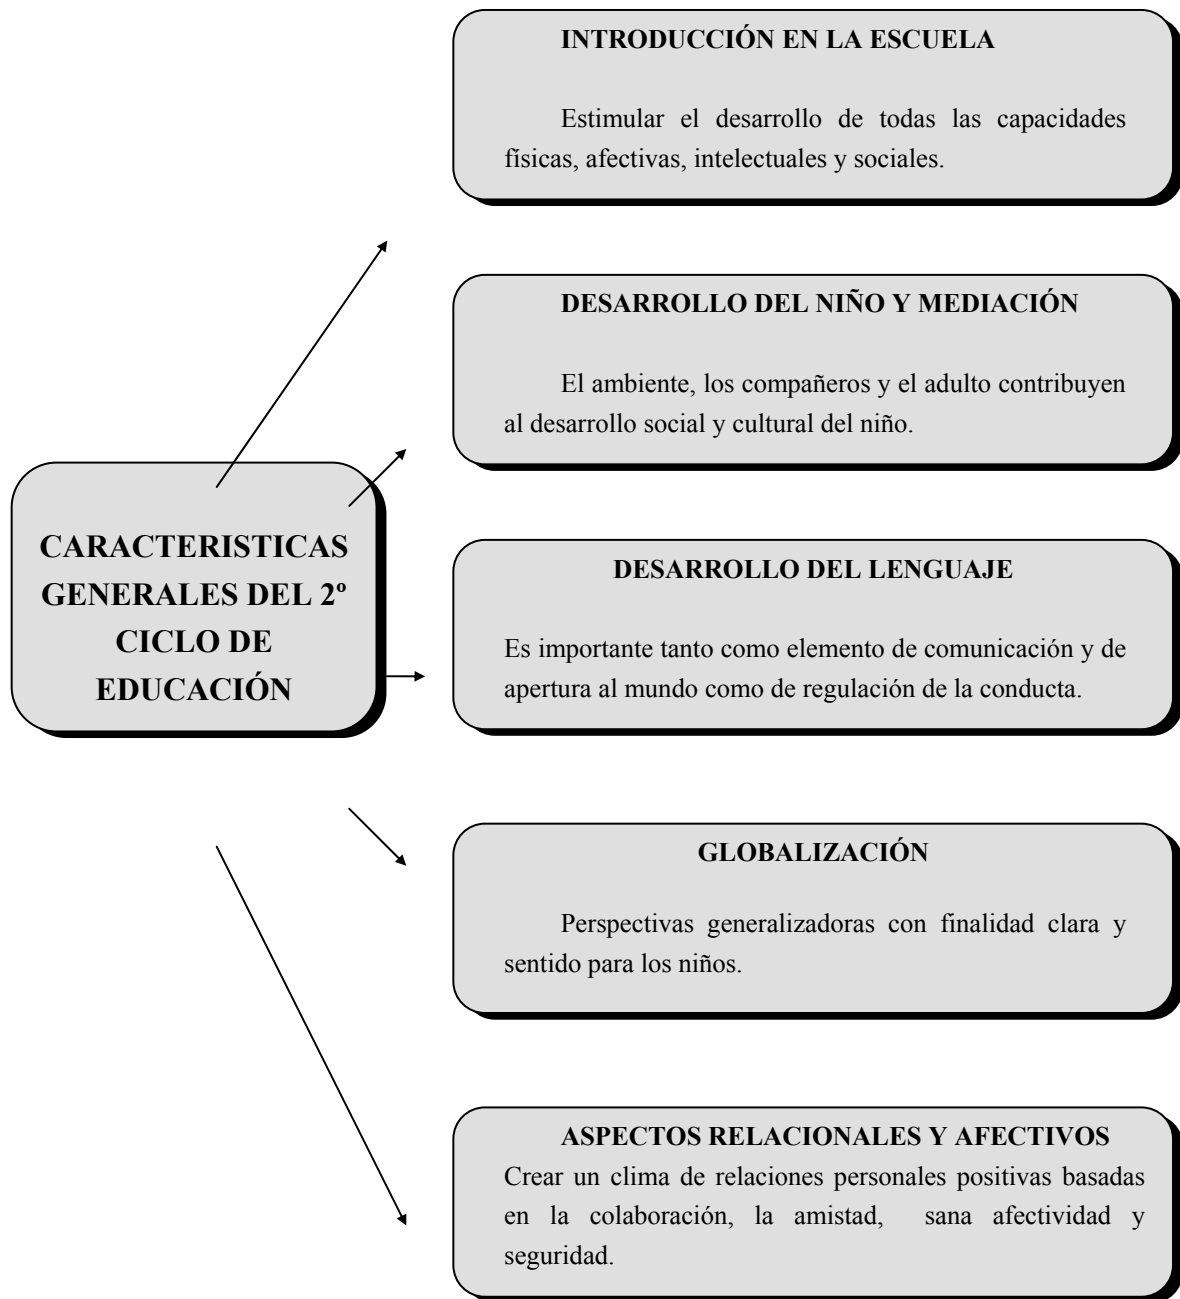 INTRODUCCIÓN EN LA ESCUELA
Estimular el desarrollo de todas las capacidades
físicas, afectivas, intelectuales y sociales.
DESARROLLO DEL NIÑO Y MEDIACIÓN
El ambiente, los compañeros y el adulto contribuyen
al desarrollo social y cultural del niño.
CARACTERISTICAS
GENERALES DEL 2º
CICLO DE
EDUCACIÓN
DESARROLLO DEL LENGUAJE
Es importante tanto como elemento de comunicación y de
apertura al mundo como de regulación de la conducta.
GLOBALIZACIÓN
Perspectivas generalizadoras con finalidad clara y
sentido para los niños.
ASPECTOS RELACIONALES Y AFECTIVOS
Crear un clima de relaciones personales positivas basadas
en la colaboración, la amistad, sana afectividad y
seguridad.